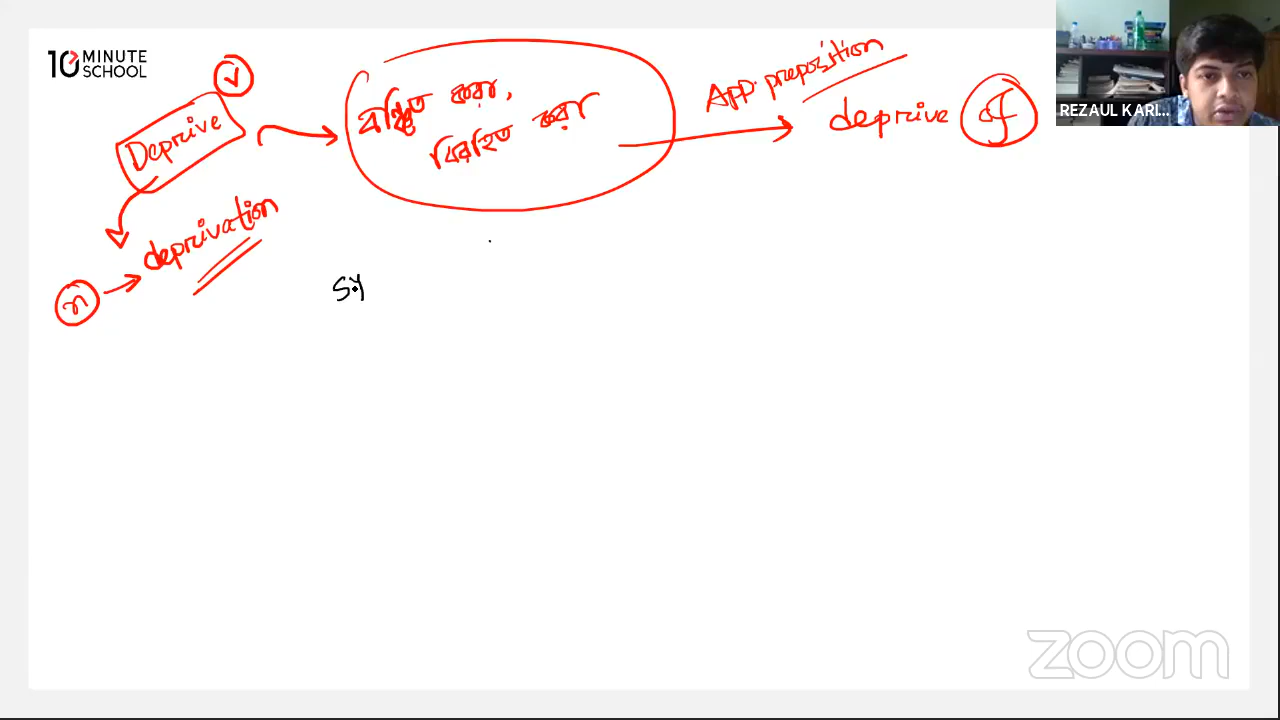 10 MINUTE
SCHOOL
V
Deprive
বঞ্চিত করা,
বিরহিত করা
App. preposition
deprive of
REZAUL KARI...
n → deprivation
Sy
zoom